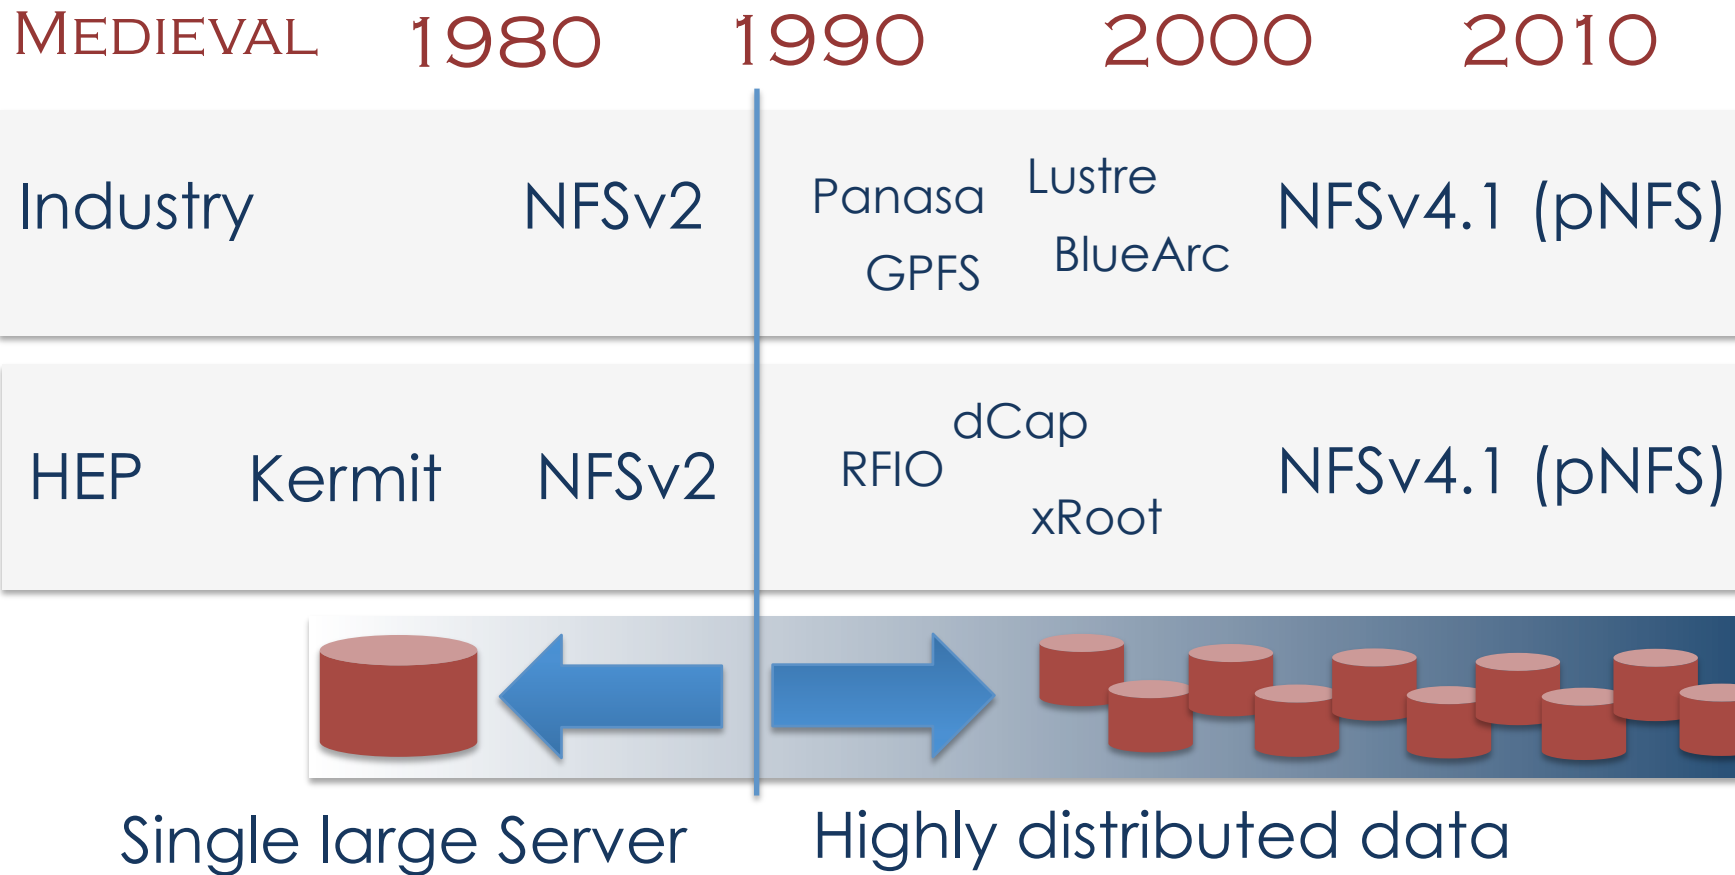 MEDIEVAL 1980 1990 2000 2010
Industry NFSv2 Panasa Lustre NFSv4.1 (pNFS)
GPFS BlueArc
HEP Kermit NFSv2 RFIO dCap NFSv4.1 (pNFS)
xRoot
Single large Server Highly distributed data